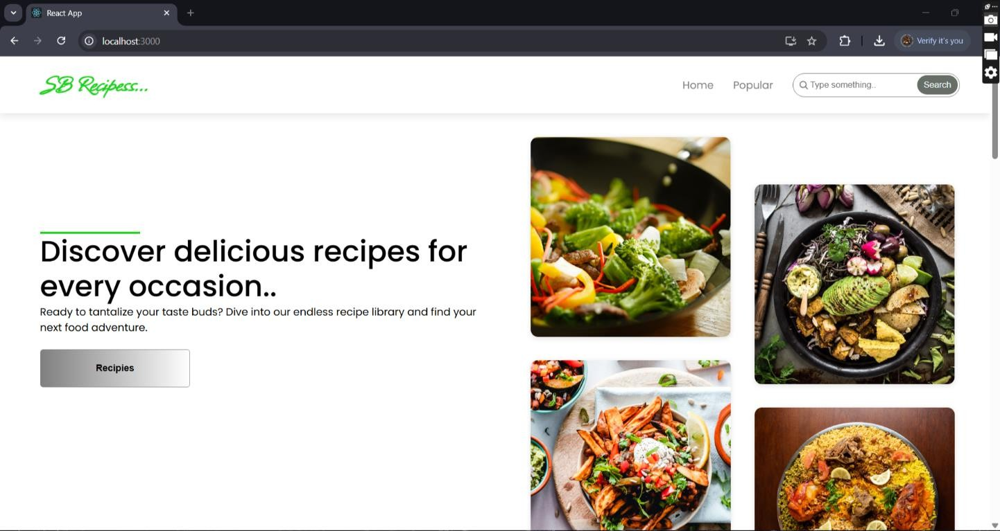 React App
localhost:3000
Verify it's you
SB Recipess...
Home
Popular
Type something..
Search
Discover delicious recipes for
every occasion..
Ready to tantalize your taste buds? Dive into our endless recipe library and find your
next food adventure.
Recipies